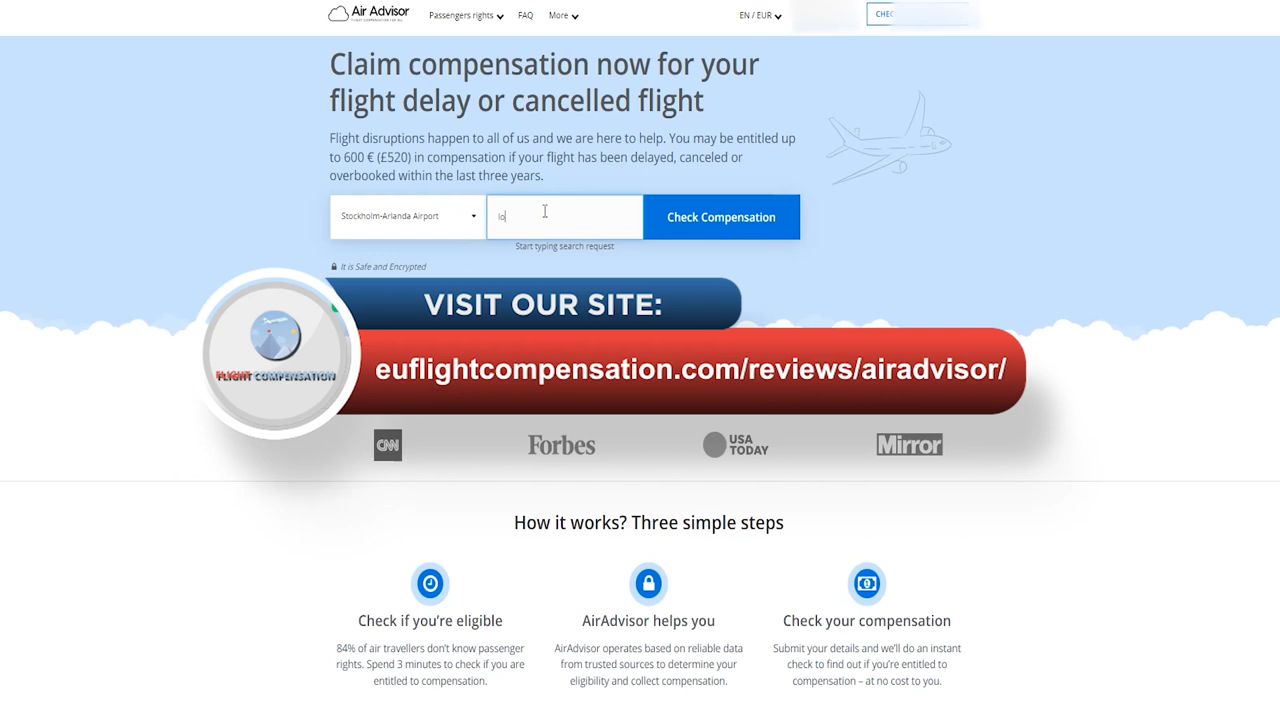 Air Advisor
FLIGHT COMPENSATION FOR ALL
Passengers rights
FAQ
More
EN / EUR
CHEC
Claim compensation now for your
flight delay or cancelled flight
Flight disruptions happen to all of us and we are here to help. You may be entitled up
to 600 € (£520) in compensation if your flight has been delayed, canceled or
overbooked within the last three years.
Stockholm-Arlanda Airport
lo
Check Compensation
Start typing search request
It is Safe and Encrypted
VISIT OUR SITE:
FLIGHT COMPENSATION
euflightcompensation.com/reviews/airadvisor/
CNN
Forbes
USA
TODAY
Mirror
How it works? Three simple steps
Check if you're eligible
84% of air travellers don't know passenger
rights. Spend 3 minutes to check if you are
entitled to compensation.
AirAdvisor helps you
AirAdvisor operates based on reliable data
from trusted sources to determine your
eligibility and collect compensation.
Check your compensation
Submit your details and we'll do an instant
check to find out if you're entitled to
compensation – at no cost to you.